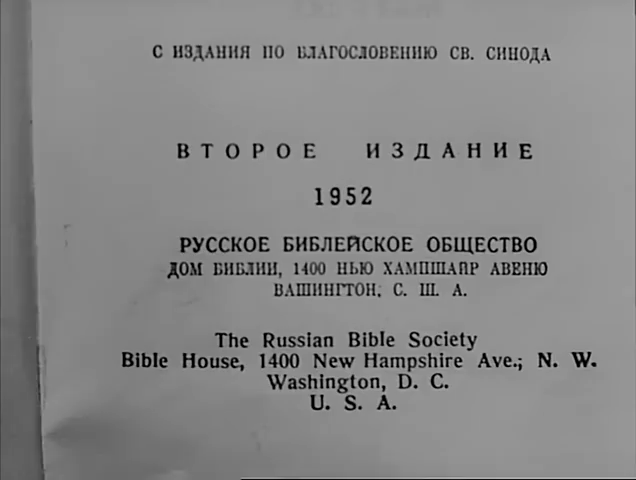 С ИЗДАНИЯ ПО БЛАГОСЛОВЕНИЮ СВ. СИНОДА
ВТОРОЕ ИЗДАНИЕ
1952
РУССКОЕ БИБЛЕЙСКОЕ ОБЩЕСТВО
ДОМ БИБЛИИ, 1400 НЬЮ ХАМПШАЙР АВЕНЮ
ВАШИНГТОН, С. Ш. А.
The Russian Bible Society
Bible House, 1400 New Hampshire Ave.; N. W.
Washington, D. C.
U. S. A.